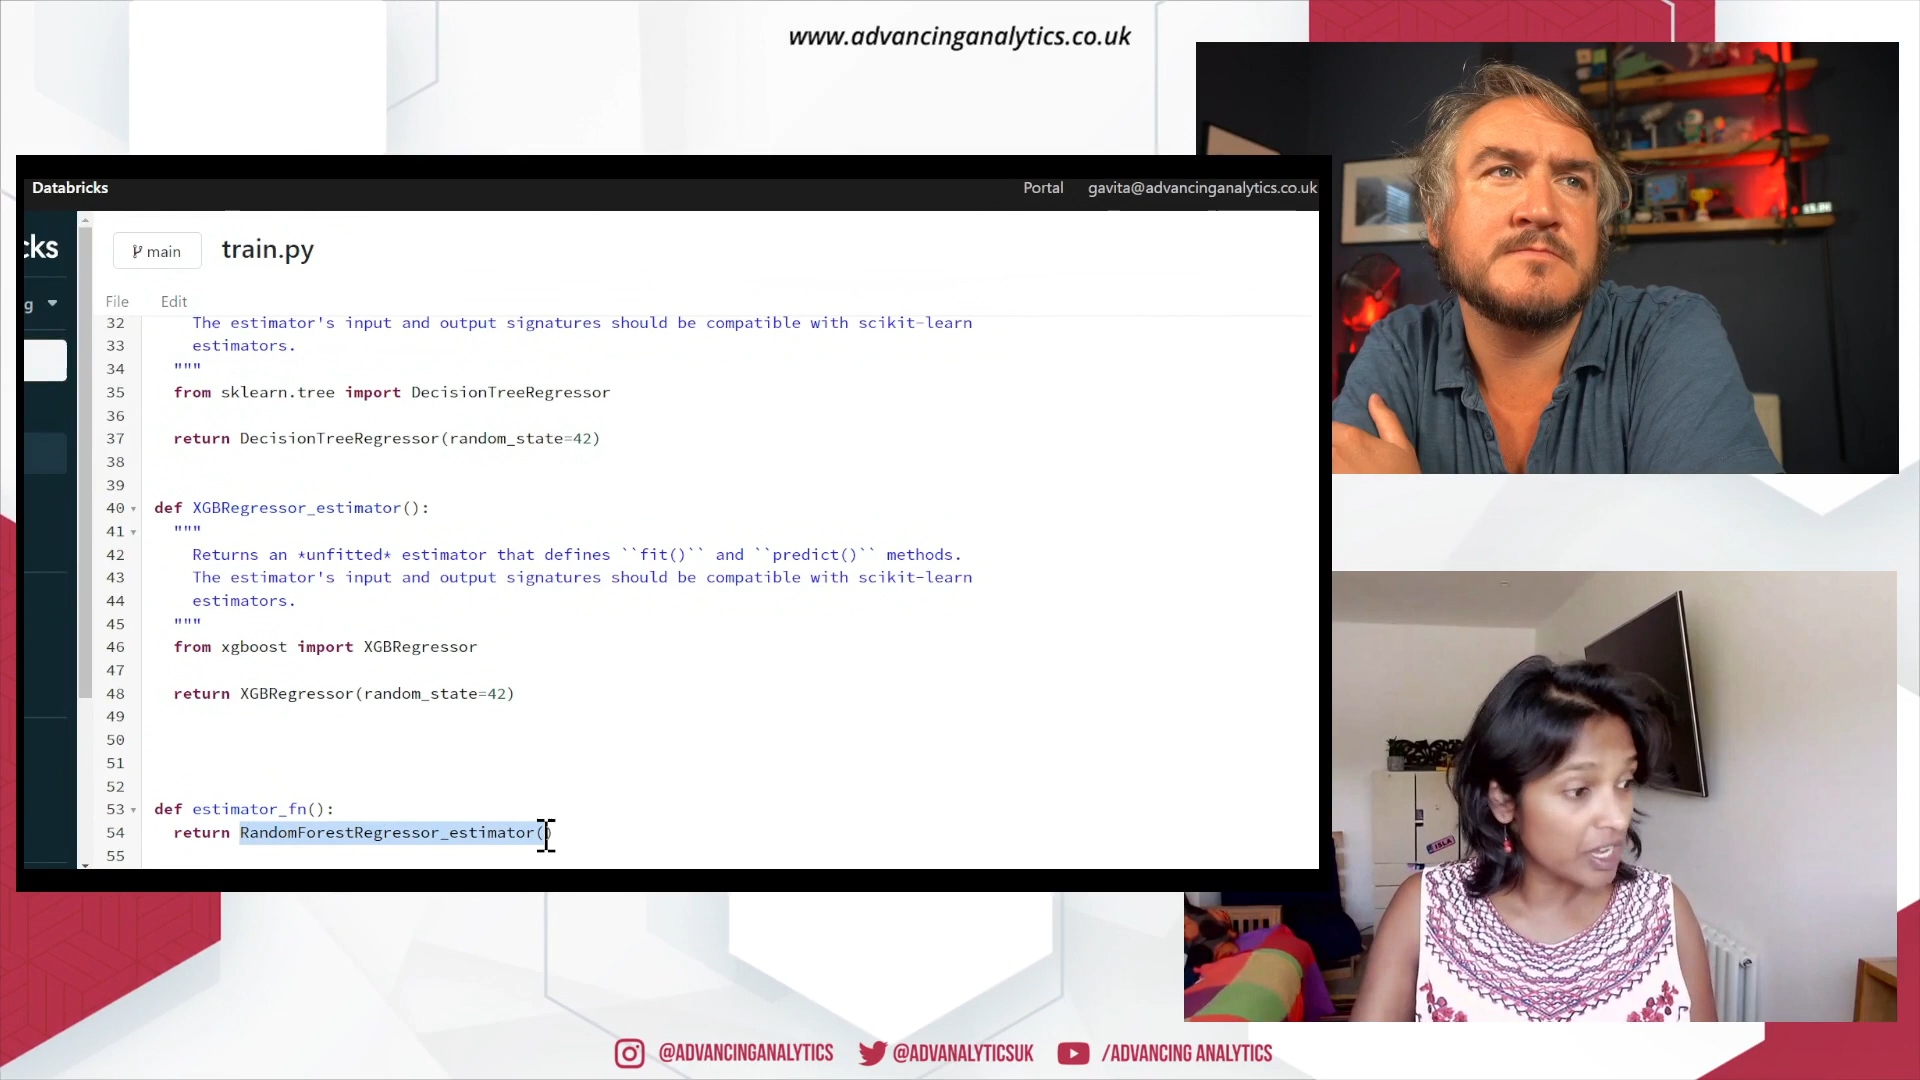 www.advancinganalytics.co.uk
Databricks
Portal gavita@advancinganalytics.co.uk
cks
main train.py
g
File Edit
32 The estimator's input and output signatures should be compatible with scikit-learn
33 estimators.
34 """
35 from sklearn.tree import DecisionTreeRegressor
36
37 return DecisionTreeRegressor(random_state=42)
38
39
40 def XGBRegressor_estimator():
41 """
42 Returns an *unfitted* estimator that defines ``fit()`` and ``predict()`` methods.
43 The estimator's input and output signatures should be compatible with scikit-learn
44 estimators.
45 """
46 from xgboost import XGBRegressor
47
48 return XGBRegressor(random_state=42)
49
50
51
52
53 def estimator_fn():
54 return RandomForestRegressor_estimator()
55
ISLA
@ADVANCINGANALYTICS @ADVANALYTICSUK /ADVANCING ANALYTICS